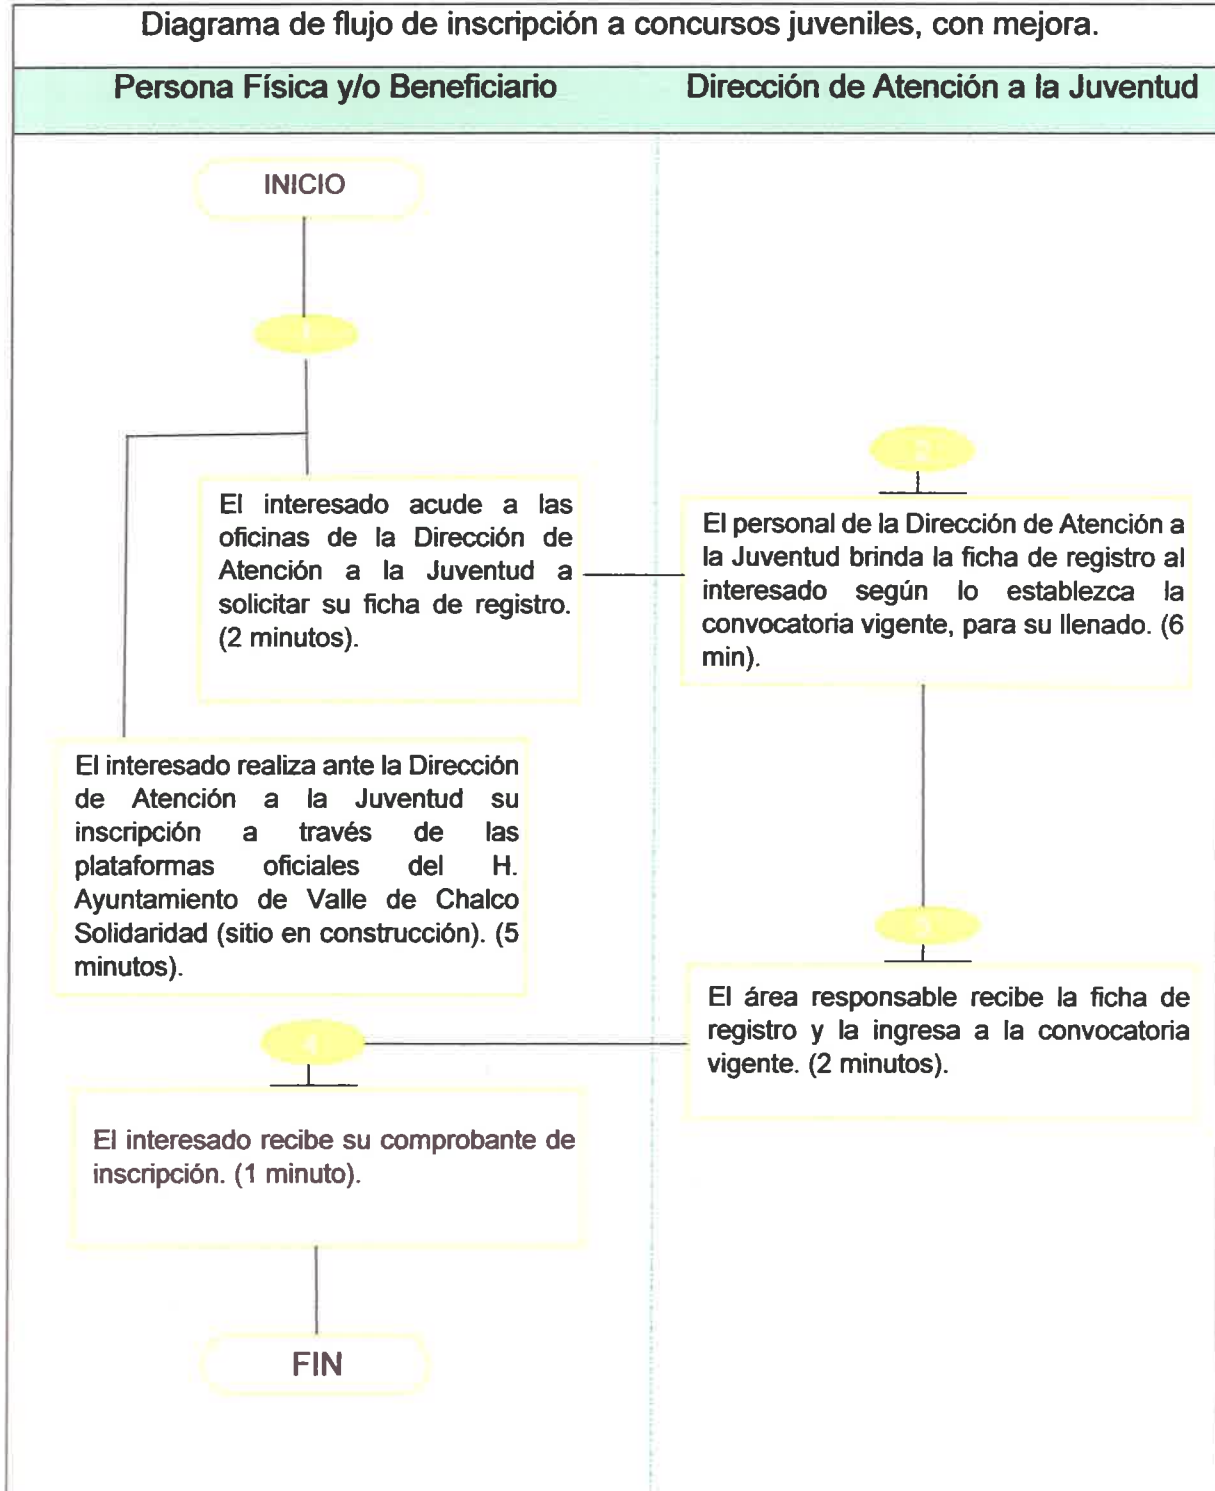 Diagrama de flujo de inscripción a concursos juveniles, con mejora.
Persona Física y/o Beneficiario
Dirección de Atención a la Juventud
INICIO
1
El interesado acude a las
oficinas de la Dirección de
Atención a la Juventud a
solicitar su ficha de registro.
(2 minutos).
2
El personal de la Dirección de Atención a
la Juventud brinda la ficha de registro al
interesado según lo establezca la
convocatoria vigente, para su llenado. (6
min).
El interesado realiza ante la Dirección
de Atención a la Juventud su
inscripción a través de las
plataformas oficiales del H.
Ayuntamiento de Valle de Chalco
Solidaridad (sitio en construcción). (5
minutos).
3
El área responsable recibe la ficha de
registro y la ingresa a la convocatoria
vigente. (2 minutos).
4
El interesado recibe su comprobante de
inscripción. (1 minuto).
FIN